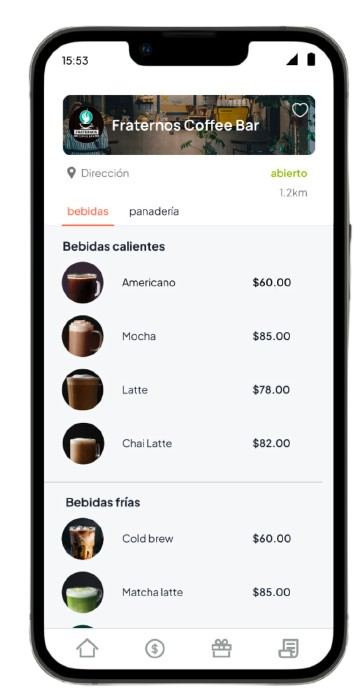 15:53
FRATERNOS
Fraternos Coffee Bar
Dirección
abierto
1.2km
bebidas panadería
Bebidas calientes
Americano $60.00
Mocha $85.00
Latte $78.00
Chai Latte $82.00
Bebidas frías
Cold brew $60.00
Matcha latte $85.00
$